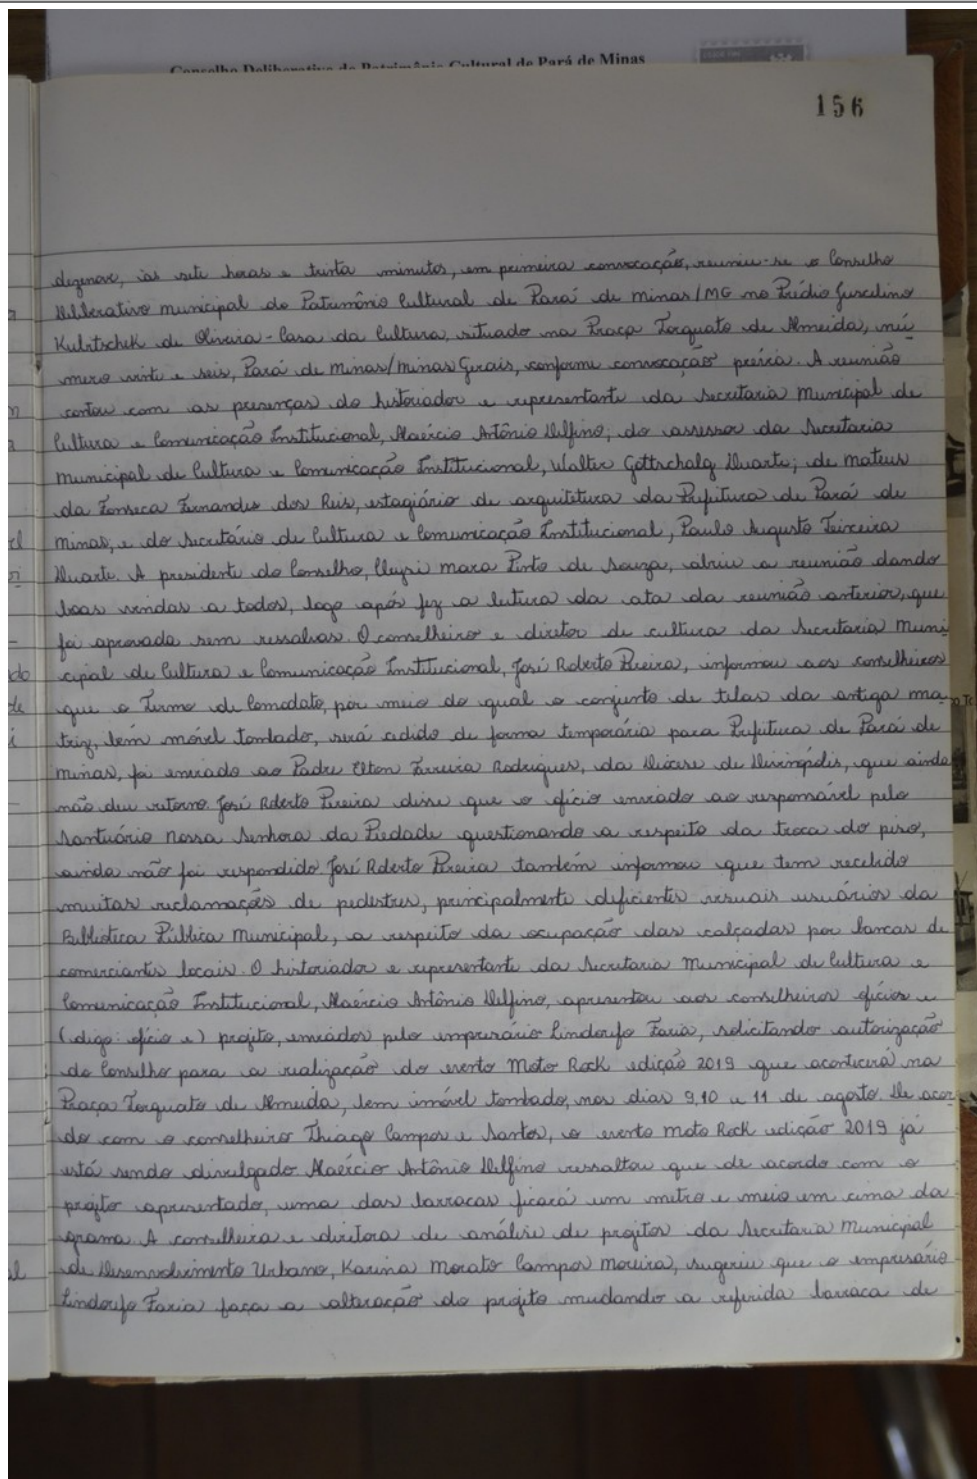 Conselho Deliberativo do Patrimônio Cultural de Pará de Minas
156
dezenove, às sete horas e trinta minutos, em primeira convocação, reuniu-se o Conselho
Deliberativo municipal do Patrimônio Cultural de Pará de minas/MG no Prédio Juscelino
Kubitschek de Oliveira - Casa da Cultura, situado na Praça Torquato de Almeida, nú
mero vinte e seis, Pará de minas/minas Gerais, conforme convocação prévia. A reunião
contou com as presenças do historiador e representante da Secretaria Municipal de
Cultura e Comunicação Institucional, Alaércio Antônio Delfino; do assessor da Secretaria
municipal de Cultura e Comunicação Institucional, Walter Gottschalg Duarte; de mateus
da Fonseca Fernandes dos Reis, estagiário de arquitetura da Prefeitura de Pará de
minas, e do Secretário de Cultura e Comunicação Institucional, Paulo Augusto Teixeira
Duarte. A presidente do Conselho, Cleysi mara Pinto de Souza, abriu a reunião dando
boas vindas a todos, logo após fez a leitura da ata da reunião anterior, que
foi aprovada sem ressalvas. O conselheiro e diretor de cultura da Secretaria muni
cipal de Cultura e Comunicação Institucional, José Roberto Pereira, informou aos conselheiros
que o Termo de Comodato, por meio do qual o conjunto de telas da antiga ma
triz, bem móvel tombado, será cedido de forma temporária para Prefeitura de Pará de
minas, foi enviado ao Padre Elton Ferreira Rodrigues, da Diocese de Divinópolis, que ainda
não deu retorno. José Roberto Pereira disse que o ofício enviado ao responsável pelo
Santuário nossa Senhora da Piedade questionando a respeito da troca do piso,
ainda não foi respondido. José Roberto Pereira também informou que tem recebido
muitas reclamações de pedestres, principalmente deficientes visuais usuários da
Biblioteca Pública municipal, a respeito da ocupação das calçadas por bancas de
comerciantes locais. O historiador e representante da Secretaria municipal de Cultura e
Comunicação Institucional, Alaércio Antônio Delfino, apresentou aos conselheiros ofícios e
(digo: ofício e) projeto, enviados pelo empresário Lindorifo Faria, solicitando autorização
do Conselho para a realização do evento Moto Rock edição 2019 que acontecerá na
Praça Torquato de Almeida, bem imóvel tombado, nos dias 9, 10 e 11 de agosto. De acor
do com o conselheiro Thiago Campos e Santos, o evento moto Rock edição 2019 já
está sendo divulgado. Alaércio Antônio Delfino ressaltou que de acordo com o
projeto apresentado, uma das barracas ficará um metro e meio em cima da
grama. A conselheira e diretora de análise de projetos da Secretaria municipal
de Desenvolvimento Urbano, Karina Morato Campos Moreira, sugeriu que o empresário
Lindorifo Faria faça a alteração do projeto mudando a referida barraca de